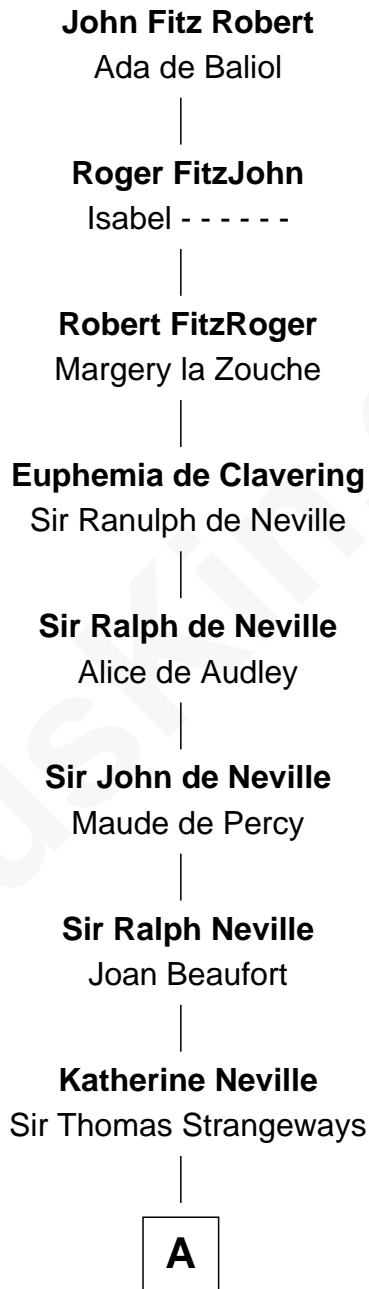 John Fitz Robert
Ada de Baliol
Roger FitzJohn
Isabel - - - - - -
Robert FitzRoger
Margery la Zouche
Euphemia de Clavering
Sir Ranulph de Neville
Sir Ralph de Neville
Alice de Audley
Sir John de Neville
Maude de Percy
Sir Ralph Neville
Joan Beaufort
Katherine Neville
Sir Thomas Strangeways
A